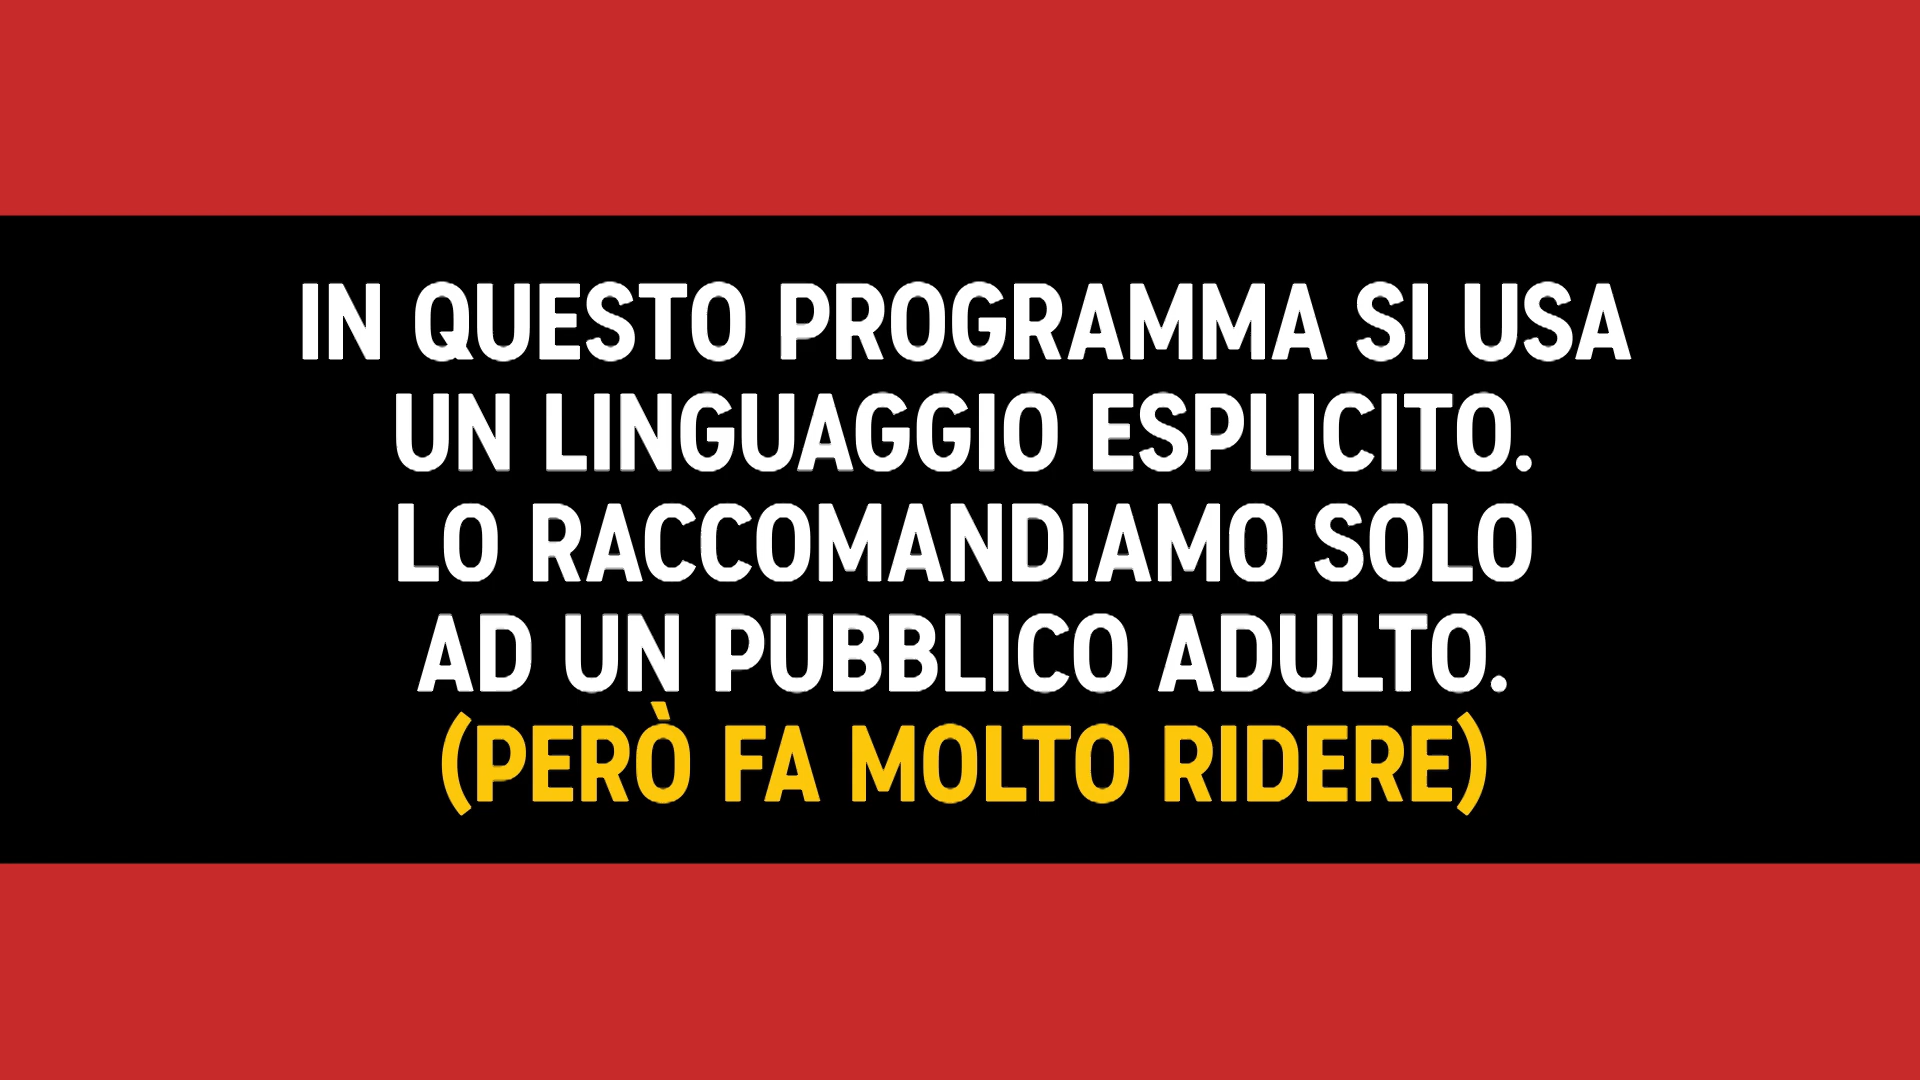 IN QUESTO PROGRAMMA SI USA
UN LINGUAGGIO ESPLICITO.
LO RACCOMANDIAMO SOLO
AD UN PUBBLICO ADULTO.
(PERÒ FA MOLTO RIDERE)